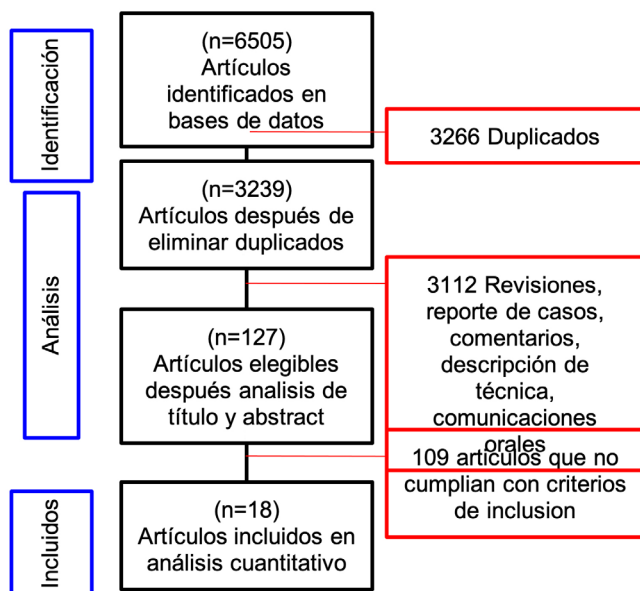 Identificación
(n=6505)
Artículos
identificados en
bases de datos
3266 Duplicados
Análisis
(n=3239)
Artículos después de
eliminar duplicados
3112 Revisiones,
reporte de casos,
comentarios,
descripción de
técnica,
comunicaciones
orales
(n=127)
Artículos elegibles
después analisis de
título y abstract
109 artículos que no
cumplian con criterios
de inclusion
Incluidos
(n=18)
Artículos incluidos en
análisis cuantitativo